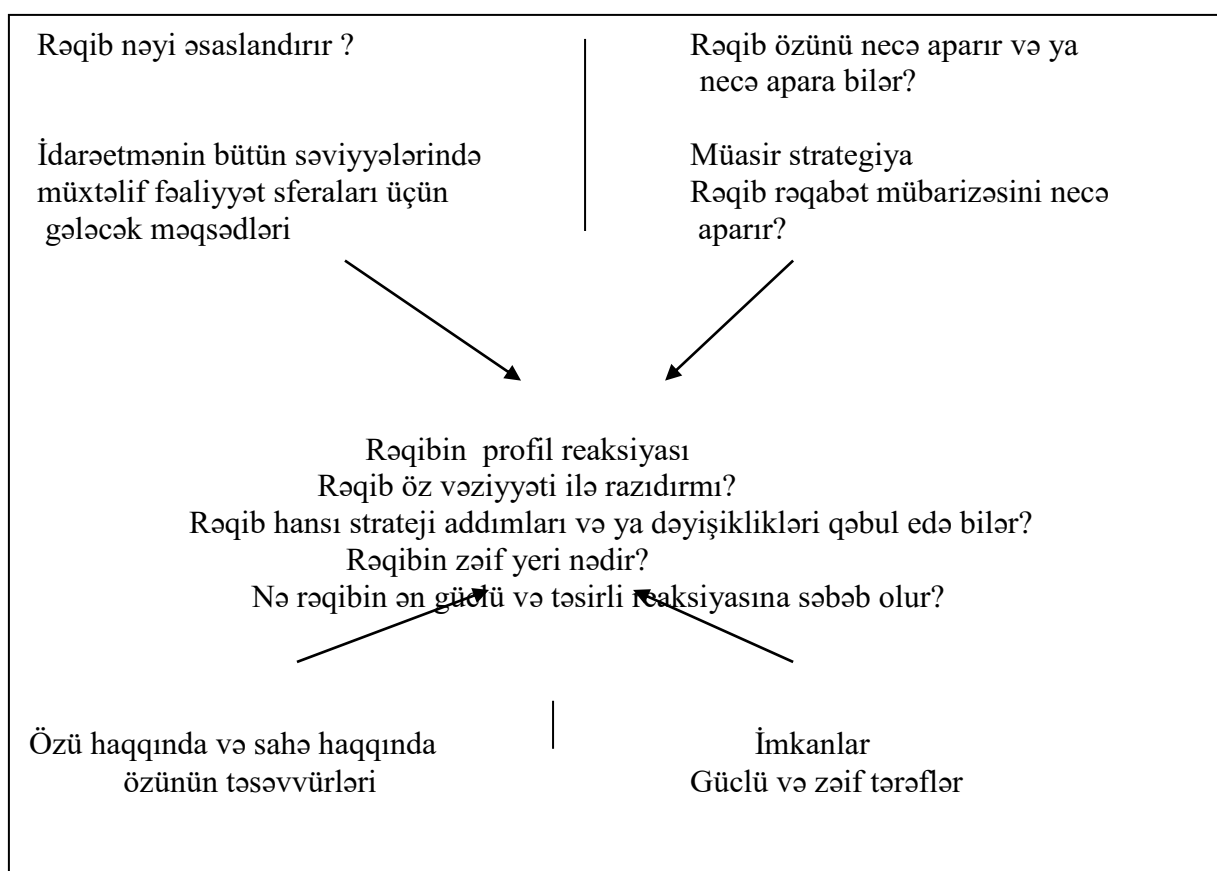 Rəqib nəyi əsaslandırır ?
İdarəetmənin bütün səviyyələrində
müxtəlif fəaliyyət sferaları üçün
gələcək məqsədləri
Rəqib özünü necə aparır və ya
necə apara bilər?
Müasir strategiya
Rəqib rəqabət mübarizəsini necə
aparır?
Rəqibin profil reaksiyası
Rəqib öz vəziyyəti ilə razıdırmı?
Rəqib hansı strateji addımları və ya dəyişiklikləri qəbul edə bilər?
Rəqibin zəif yeri nədir?
Nə rəqibin ən güclü və təsirli reaksiyasına səbəb olur?
Özü haqqında və sahə haqqında
özünün təsəvvürləri
İmkanlar
Güclü və zəif tərəflər